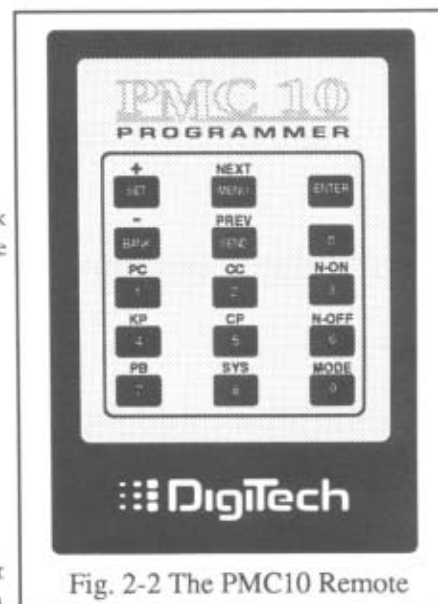 PMC 10
PROGRAMMER
+ NEXT
SET MENU ENTER
- PREV
BANK SEND 0
PC CC N-ON
1 2 3
KP CP N-OFF
4 5 6
PB SYS MODE
7 8 9
DigiTech
Fig. 2-2 The PMC10 Remote